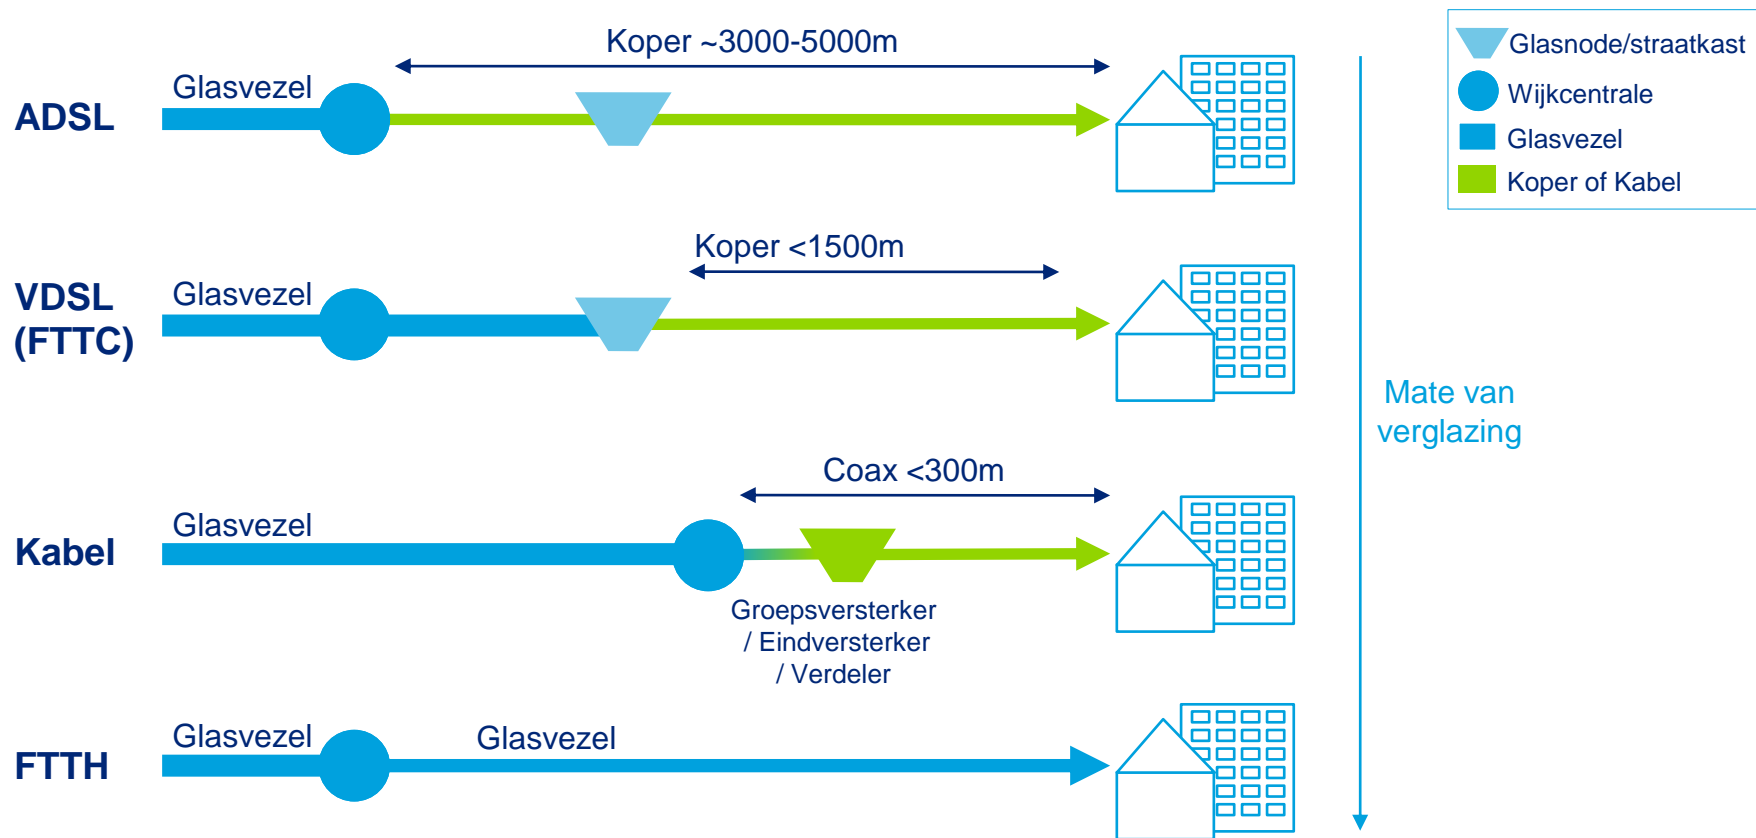 Koper ~3000-5000m
Glasvezel
ADSL
Glasnode/straatkast
Wijkcentrale
Glasvezel
Koper of Kabel
Koper <1500m
Glasvezel
VDSL
(FTTC)
Mate van
verglazing
Coax <300m
Glasvezel
Kabel
Groepsversterker
/ Eindversterker
/ Verdeler
Glasvezel
Glasvezel
FTTH